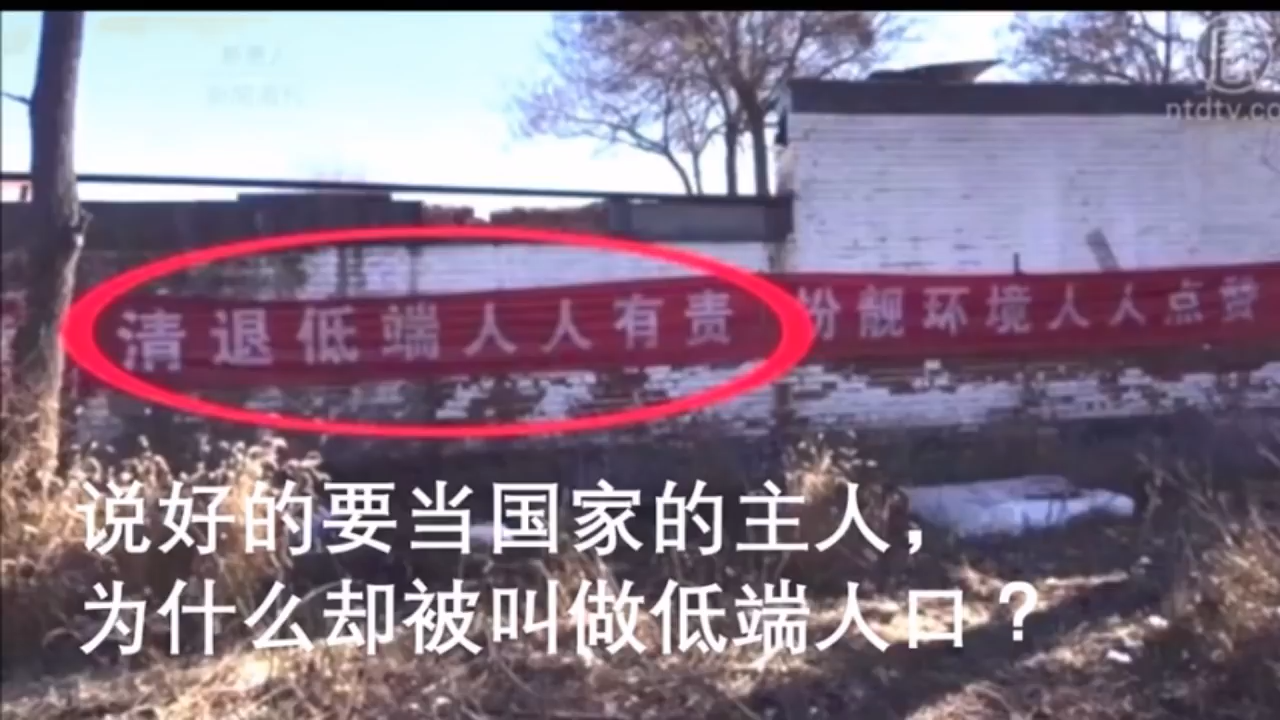 ntdtv.co
清退低端人人有责 扮靓环境人人点赞
说好的要当国家的主人，
为什么却被叫做低端人口？